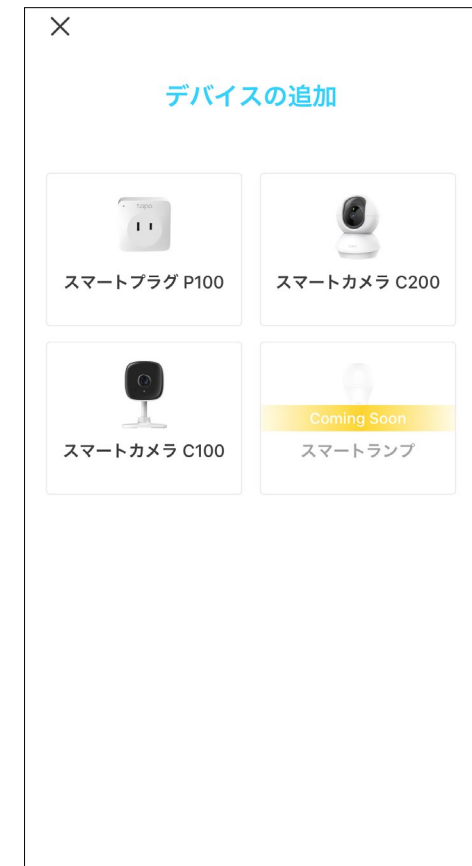 デバイスの追加
tapo
スマートプラグ P100
スマートカメラ C200
スマートカメラ C100
Coming Soon
スマートランプ